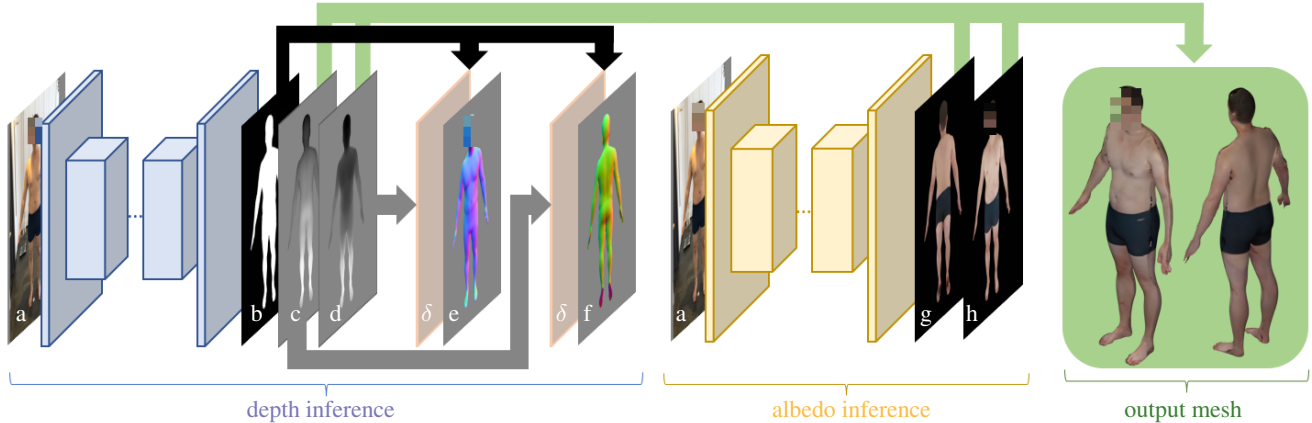 a
b
c
d
δ
e
δ
f
a
g
h
depth inference
albedo inference
output mesh